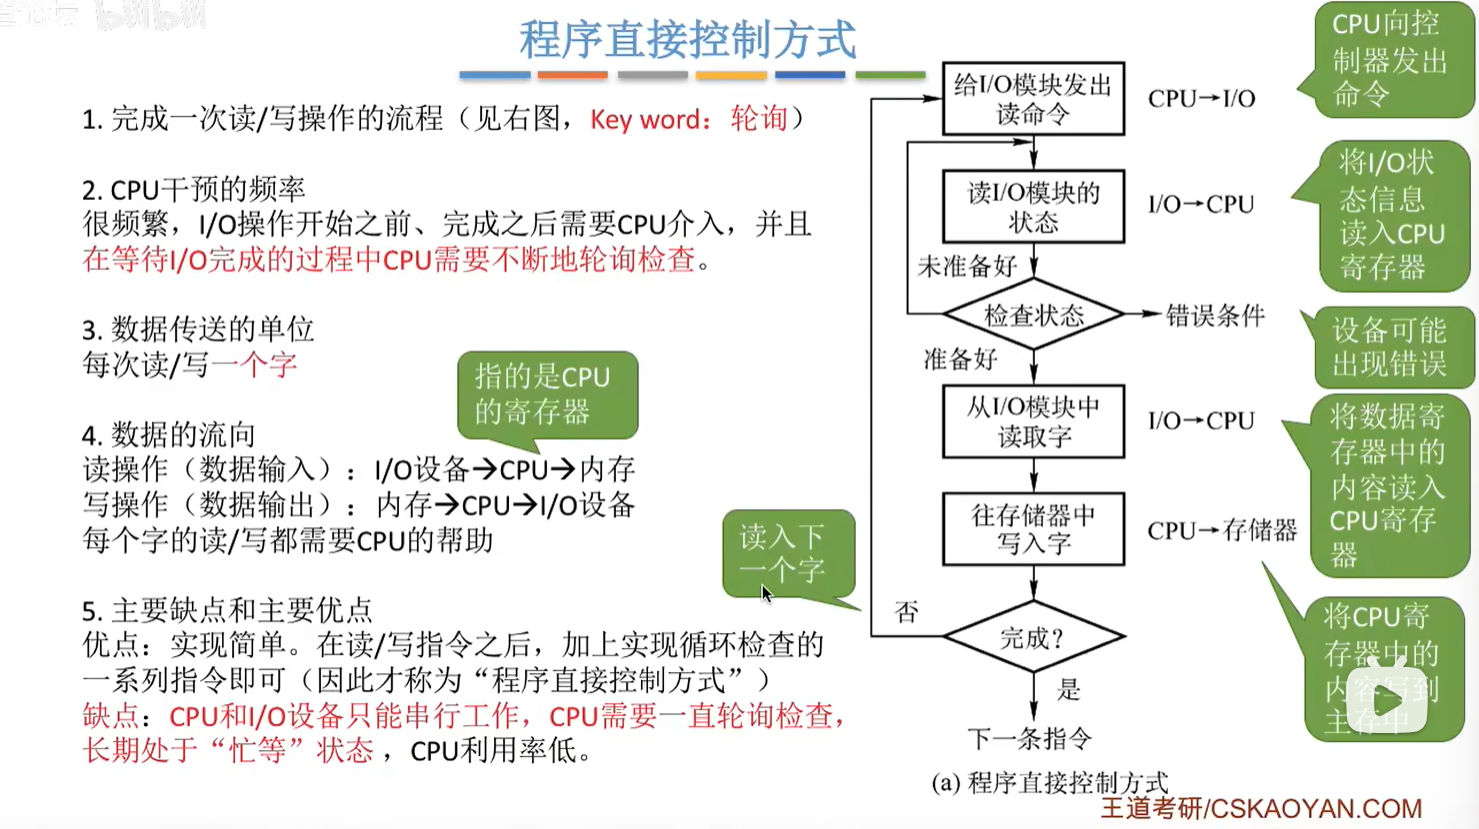 bilibili
程序直接控制方式
1. 完成一次读/写操作的流程（见右图，Key word：轮询）
2. CPU干预的频率
很频繁，I/O操作开始之前、完成之后需要CPU介入，并且
在等待I/O完成的过程中CPU需要不断地轮询检查。
3. 数据传送的单位
每次读/写一个字
指的是CPU
的寄存器
4. 数据的流向
读操作（数据输入）：I/O设备→CPU→内存
写操作（数据输出）：内存→CPU→I/O设备
每个字的读/写都需要CPU的帮助
5. 主要缺点和主要优点
优点：实现简单。在读/写指令之后，加上实现循环检查的
一系列指令即可（因此才称为“程序直接控制方式”）
缺点：CPU和I/O设备只能串行工作，CPU需要一直轮询检查，
长期处于“忙等”状态，CPU利用率低。
给I/O模块发出
读命令
CPU→I/O
CPU向控
制器发出
命令
读I/O模块的
状态
I/O→CPU
将I/O状
态信息
读入CPU
寄存器
未准备好
检查状态
错误条件
设备可能
出现错误
准备好
从I/O模块中
读取字
I/O→CPU
将数据寄
存器中的
内容读入
CPU寄存
器
往存储器中
写入字
CPU→存储器
将CPU寄
存器中的
内容写到
主存中
读入下
一个字
否
完成?
是
下一条指令
(a) 程序直接控制方式
王道考研/CSKAOYAN.COM